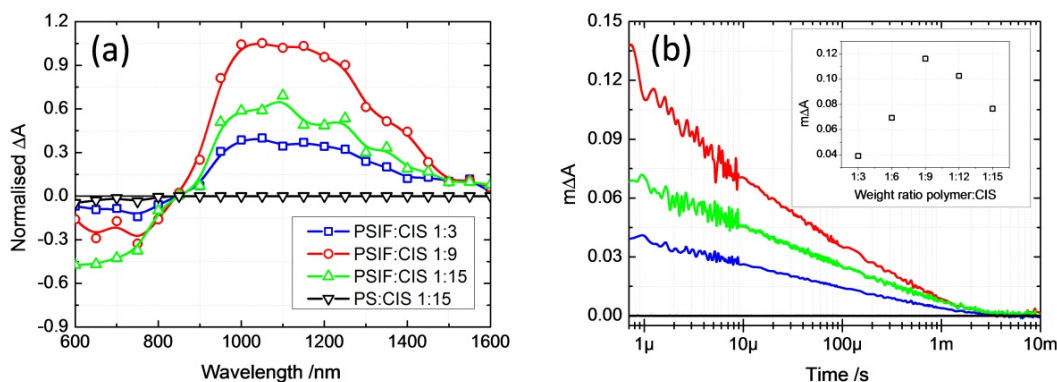 (a)
Normalised ΔA
1.2
0.9
0.6
0.3
0.0
-0.3
-0.6
-0.9
PSIF:CIS 1:3
PSIF:CIS 1:9
PSIF:CIS 1:15
PS:CIS 1:15
600 800 1000 1200 1400 1600
Wavelength /nm
(b)
mΔA
0.15
0.12
0.09
0.06
0.03
0.00
mΔA
0.12
0.10
0.08
0.06
0.04
1:3 1:6 1:9 1:12 1:15
Weight ratio polymer:CIS
1µ 10µ 100µ 1m 10m
Time /s